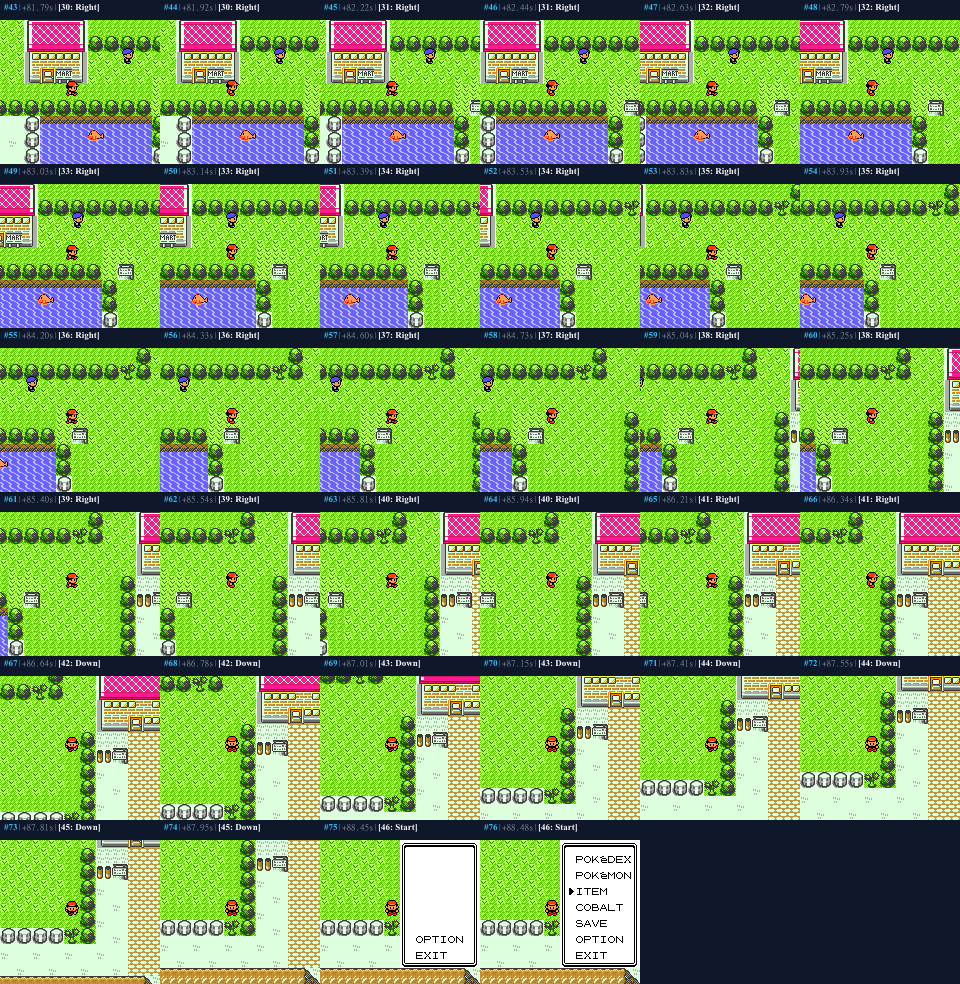 #43|+81.79s| [30: Right]
#44|+81.92s| [30: Right]
#45|+82.22s| [31: Right]
#46|+82.44s| [31: Right]
#47|+82.63s| [32: Right]
#48|+82.79s| [32: Right]
MART
MART
MART
MART
MART
MART
#49|+83.03s| [33: Right]
#50|+83.14s| [33: Right]
#51|+83.39s| [34: Right]
#52|+83.53s| [34: Right]
#53|+83.83s| [35: Right]
#54|+83.93s| [35: Right]
MART
MART
RT
#55|+84.20s| [36: Right]
#56|+84.33s| [36: Right]
#57|+84.60s| [37: Right]
#58|+84.73s| [37: Right]
#59|+85.04s| [38: Right]
#60|+85.25s| [38: Right]
#61|+85.40s| [39: Right]
#62|+85.54s| [39: Right]
#63|+85.81s| [40: Right]
#64|+85.94s| [40: Right]
#65|+86.21s| [41: Right]
#66|+86.34s| [41: Right]
#67|+86.64s| [42: Down]
#68|+86.78s| [42: Down]
#69|+87.01s| [43: Down]
#70|+87.15s| [43: Down]
#71|+87.41s| [44: Down]
#72|+87.55s| [44: Down]
#73|+87.81s| [45: Down]
#74|+87.95s| [45: Down]
#75|+88.45s| [46: Start]
#76|+88.48s| [46: Start]
OPTION
EXIT
POKéDEX
POKéMON
▶ITEM
COBALT
SAVE
OPTION
EXIT